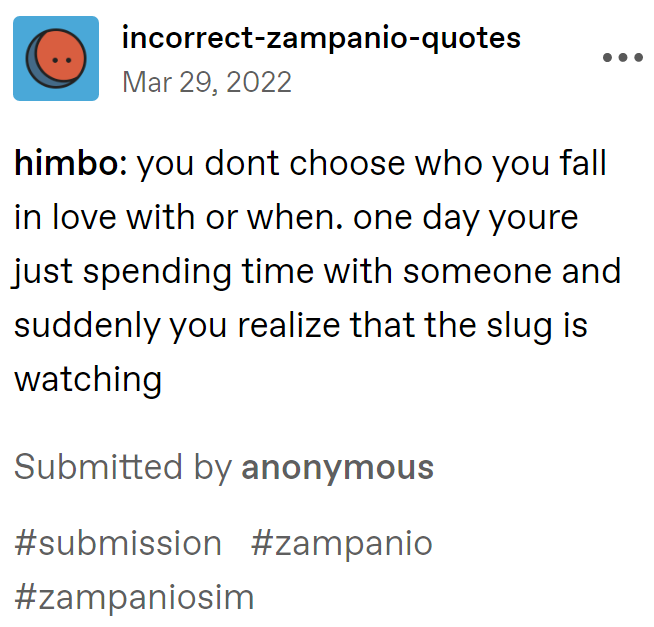 incorrect-zampanio-quotes
Mar 29, 2022
himbo: you dont choose who you fall
in love with or when. one day youre
just spending time with someone and
suddenly you realize that the slug is
watching
Submitted by anonymous
#submission #zampanio
#zampaniosim